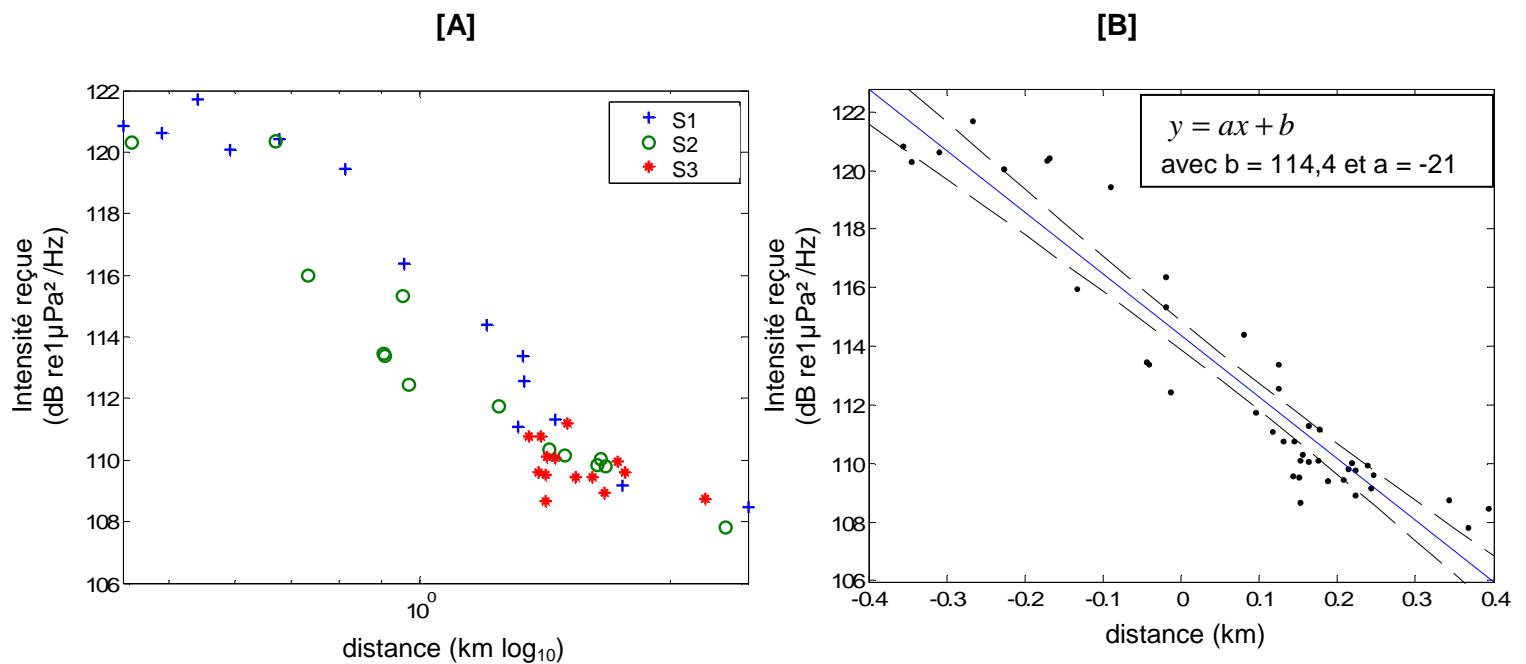 [A]
[B]
122
120
118
116
114
112
110
108
106
Intensité reçue
(dB re1µPa² /Hz)
S1
S2
S3
10⁰
distance (km log₁₀)
122
120
118
116
114
112
110
108
106
Intensité reçue
(dB re1µPa² /Hz)
y = ax + b
avec b = 114,4 et a = -21
-0.4 -0.3 -0.2 -0.1 0 0.1 0.2 0.3 0.4
distance (km)